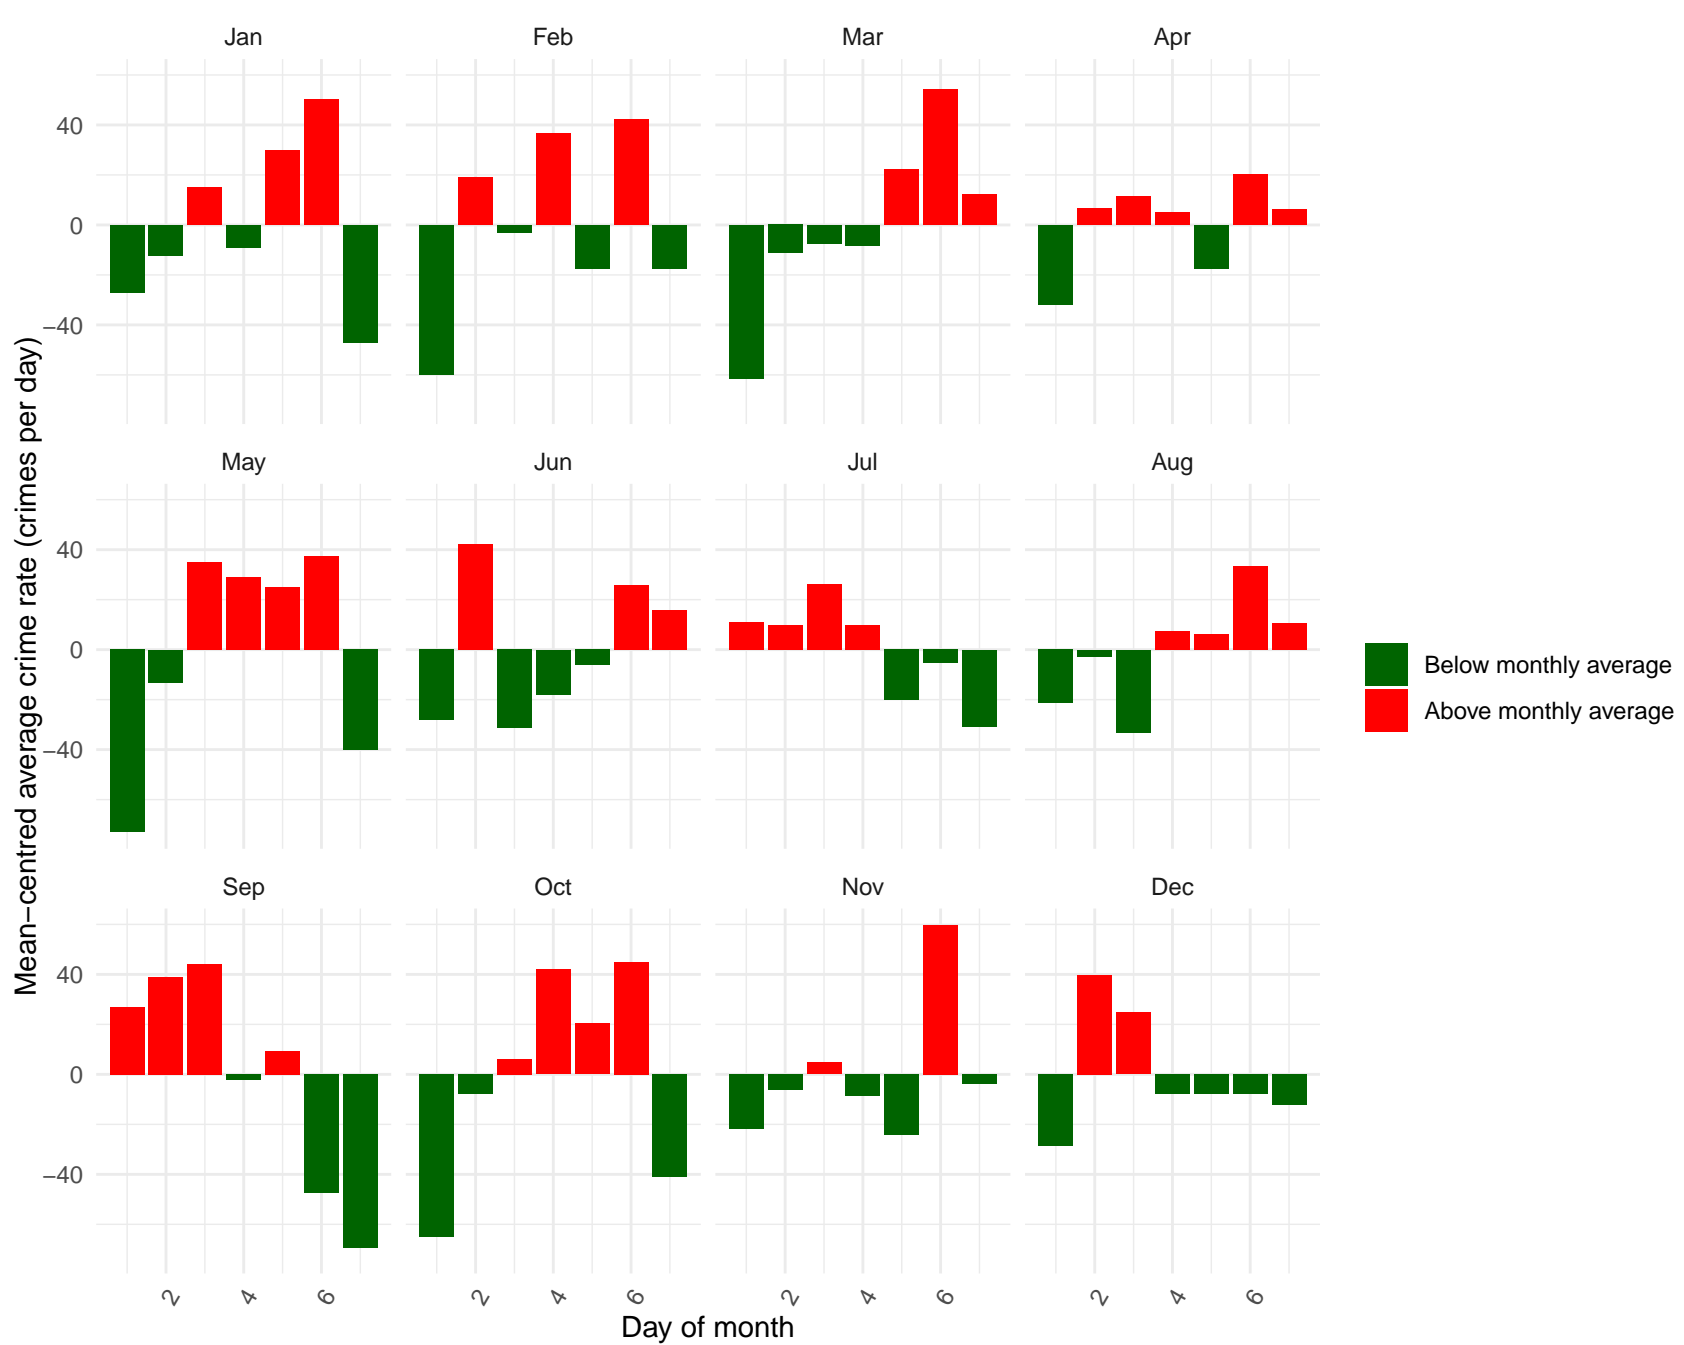 Jan Feb Mar Apr
40
0
−40
May Jun Jul Aug
40
0
−40
Sep Oct Nov Dec
40
0
−40
2 4 6 2 4 6 2 4 6 2 4 6
Day of month
Mean−centred average crime rate (crimes per day)
Below monthly average
Above monthly average